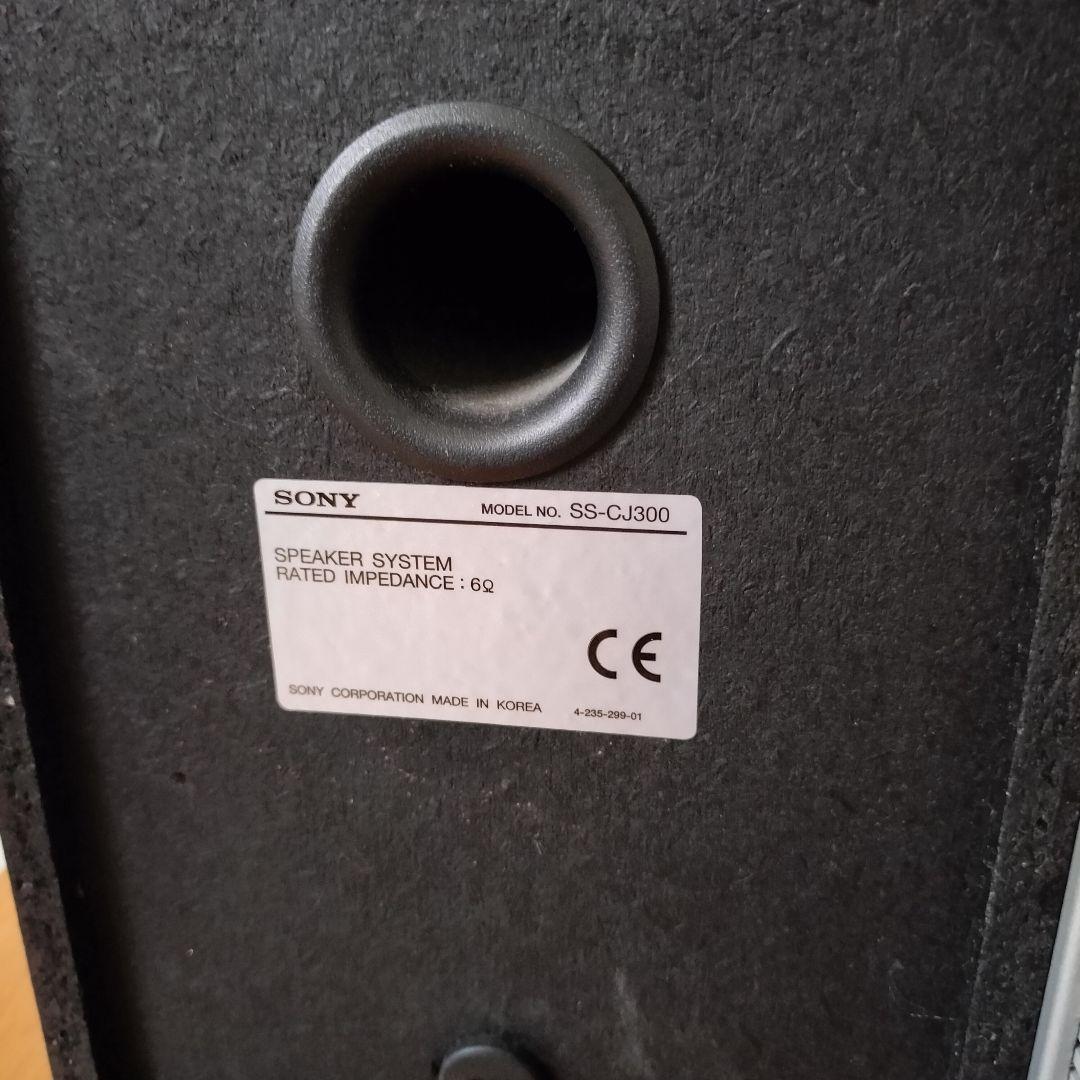 SONY MODEL NO. SS-CJ300
SPEAKER SYSTEM
RATED IMPEDANCE : 6Ω
CE
SONY CORPORATION MADE IN KOREA 4-235-299-01